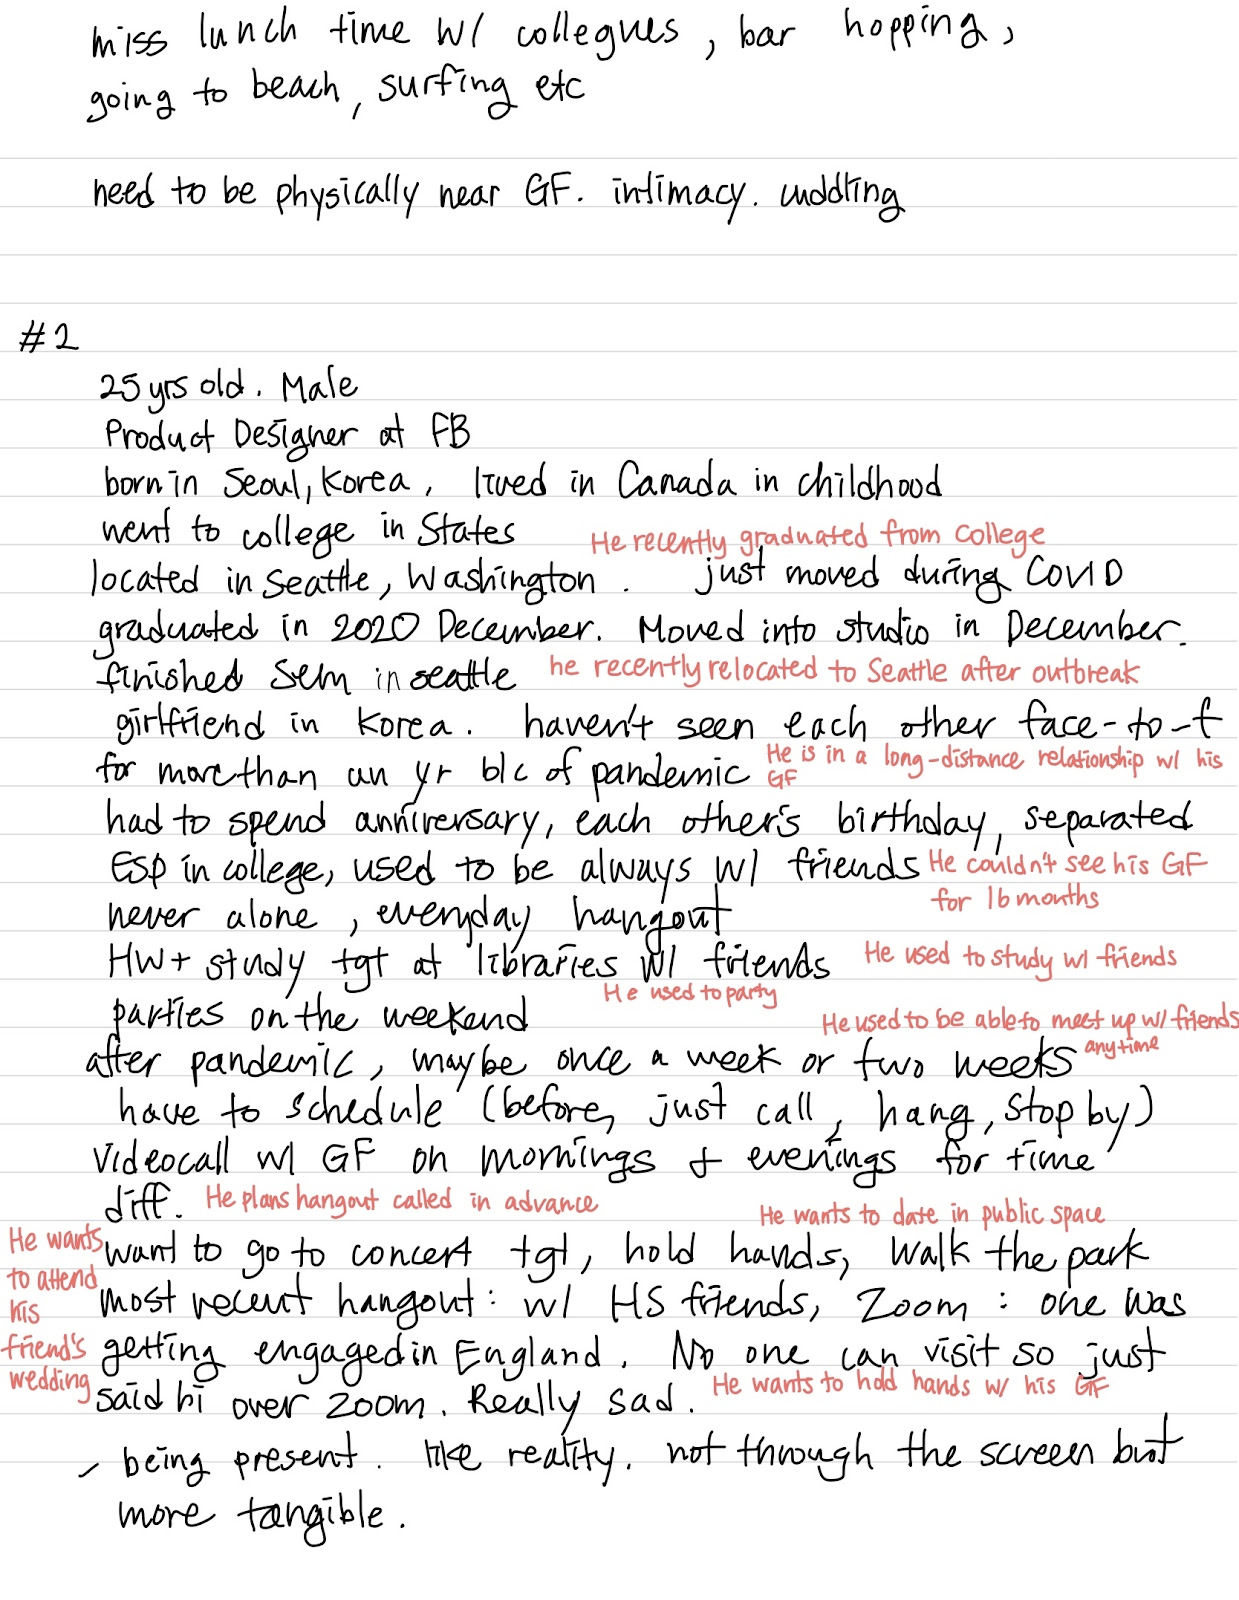 miss lunch time w/ collegues, bar hopping,
going to beach, surfing etc
need to be physically near GF. intimacy. cuddling
#2
25 yrs old. Male
Product Designer at FB
born in Seoul, Korea, lived in Canada in childhood
went to college in States
He recently graduated from College
located in Seattle, Washington. just moved during COVID
graduated in 2020 December. Moved into studio in December.
finished Sem in seattle
he recently relocated to Seattle after outbreak
girlfriend in Korea. haven't seen each other face-to-f
for more than an yr b/c of pandemic
He is in a long-distance relationship w/ his
GF
had to spend anniversary, each other's birthday, separated
Esp in college, used to be always w/ friends
He couldn't see his GF
for 16 months
never alone, everyday hangout
HW + study tgt at libraries w/ friends
He used to study w/ friends
He used to party
parties on the weekend
He used to be able to meet up w/ friends
anytime
after pandemic, maybe once a week or two weeks
have to schedule (before, just call, hang, stop by)
Videocall w/ GF on mornings + evenings for time
diff.
He plans hangout called in advance
He wants to date in public space
want to go to concert tgt, hold hands, walk the park
He wants
to attend
his
friend's
wedding
most recent hangout: w/ HS friends, Zoom: one was
getting engaged in England. No one can visit so just
said hi over zoom. Really sad.
He wants to hold hands w/ his GF
- being present. like reality. not through the screen but
more tangible.